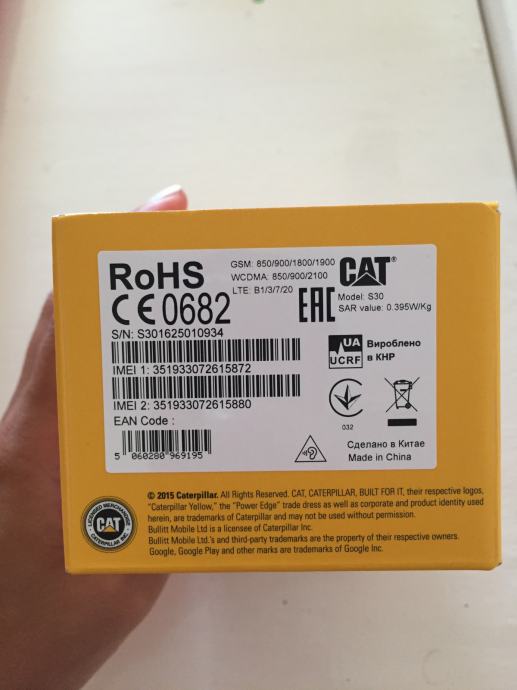 RoHS
CE 0682
S/N: S301625010934
GSM: 850/900/1800/1900
WCDMA: 850/900/2100
LTE: B1/3/7/20
EAC
CAT®
Model: S30
SAR value: 0.395W/Kg
IMEI 1: 351933072615872
IMEI 2: 351933072615880
EAN Code :
5 060280 969195
UA
UCRF
Вироблено
в КНР
032
Сделано в Китае
Made in China
LICENSED MERCHANDISE
CAT
CATERPILLAR INC.
© 2015 Caterpillar. All Rights Reserved. CAT, CATERPILLAR, BUILT FOR IT, their respective logos,
"Caterpillar Yellow," the "Power Edge" trade dress as well as corporate and product identity used
herein, are trademarks of Caterpillar and may not be used without permission.
Bullitt Mobile Ltd is a licensee of Caterpillar Inc.
Bullitt Mobile Ltd.'s and third-party trademarks are the property of their respective owners.
Google, Google Play and other marks are trademarks of Google Inc.